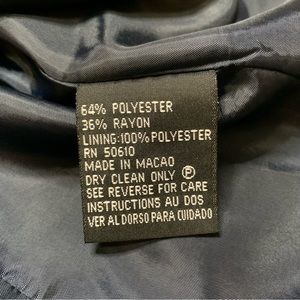 64% POLYESTER
36% RAYON
LINING:100% POLYESTER
RN 50610
MADE IN MACAO
DRY CLEAN ONLY Ⓟ
SEE REVERSE FOR CARE
INSTRUCTIONS AU DOS
VER AL DORSO PARA CUIDADO